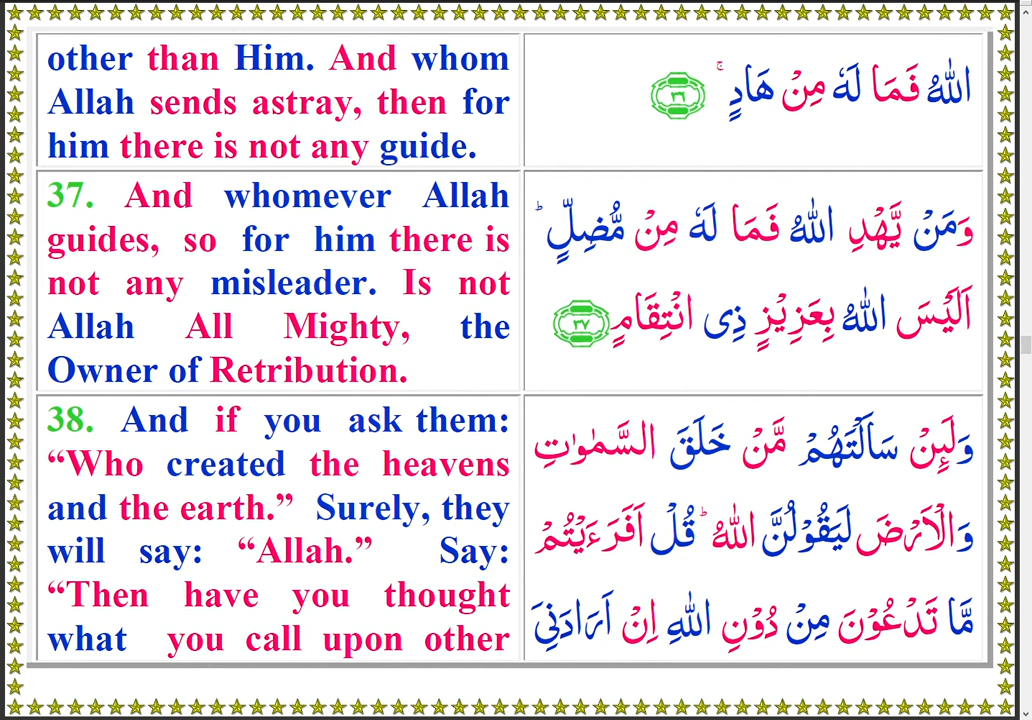 other than Him. And whom
Allah sends astray, then for
him there is not any guide.
اللّٰهُ فَمَا لَهٗ مِنْ هَادٍ ۚ ﴿۳۶﴾
37. And whomever Allah
guides, so for him there is
not any misleader. Is not
Allah All Mighty, the
Owner of Retribution.
وَمَنْ يَّهْدِ اللّٰهُ فَمَا لَهٗ مِنْ مُّضِلٍّ ؕ
اَلَيْسَ اللّٰهُ بِعَزِيْزٍ ذِى انْتِقَامٍ ﴿۳۷﴾
38. And if you ask them:
“Who created the heavens
and the earth.” Surely, they
will say: “Allah.” Say:
“Then have you thought
what you call upon other
وَلَئِنْ سَاَلْتَهُمْ مَّنْ خَلَقَ السَّمٰوٰتِ
وَالْاَرْضَ لَيَقُوْلُنَّ اللّٰهُ ؕ قُلْ اَفَرَءَيْتُمْ
مَّا تَدْعُوْنَ مِنْ دُوْنِ اللّٰهِ اِنْ اَرَادَنِىَ